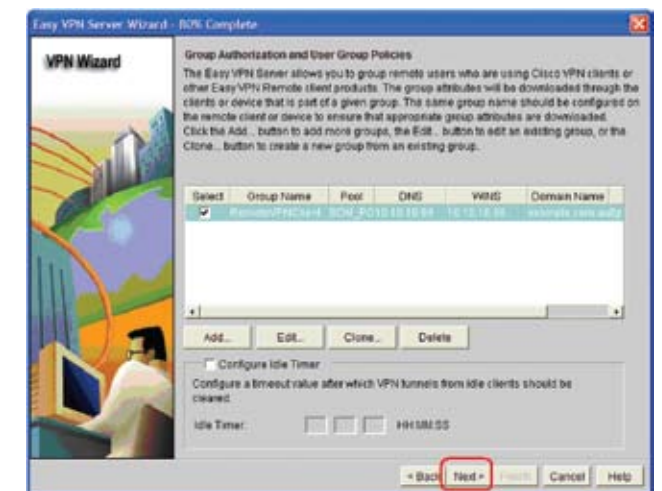 Easy VPN Server Wizard - 80% Complete
VPN Wizard
Group Authorization and User Group Policies
The Easy VPN Server allows you to group remote users who are using Cisco VPN clients or
other Easy VPN Remote client products. The group attributes will be downloaded through the
clients or device that is part of a given group. The same group name should be configured on
the remote client or device to ensure that appropriate group attributes are downloaded.
Click the Add... button to add more groups, the Edit... button to edit an existing group, or the
Clone... button to create a new group from an existing group.
Select Group Name Pool DNS WINS Domain Name
Add... Edit... Clone... Delete
Configure Idle Timer
Configure a timeout value after which VPN tunnels from idle clients should be
cleared.
Idle Timer: HH:MM:SS
< Back Next > Finish Cancel Help